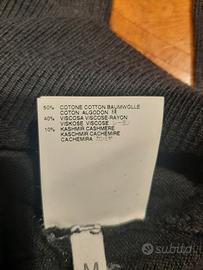 50% COTONE COTTON BAUMWOLLE
COTON ALGODON 棉
40% VISCOSA VISCOSE-RAYON
VISKOSE VISCOSE
10% KASHMIR CASHMERE
KASCHMIR CACHEMIRE
CACHEMIRA
M
subito